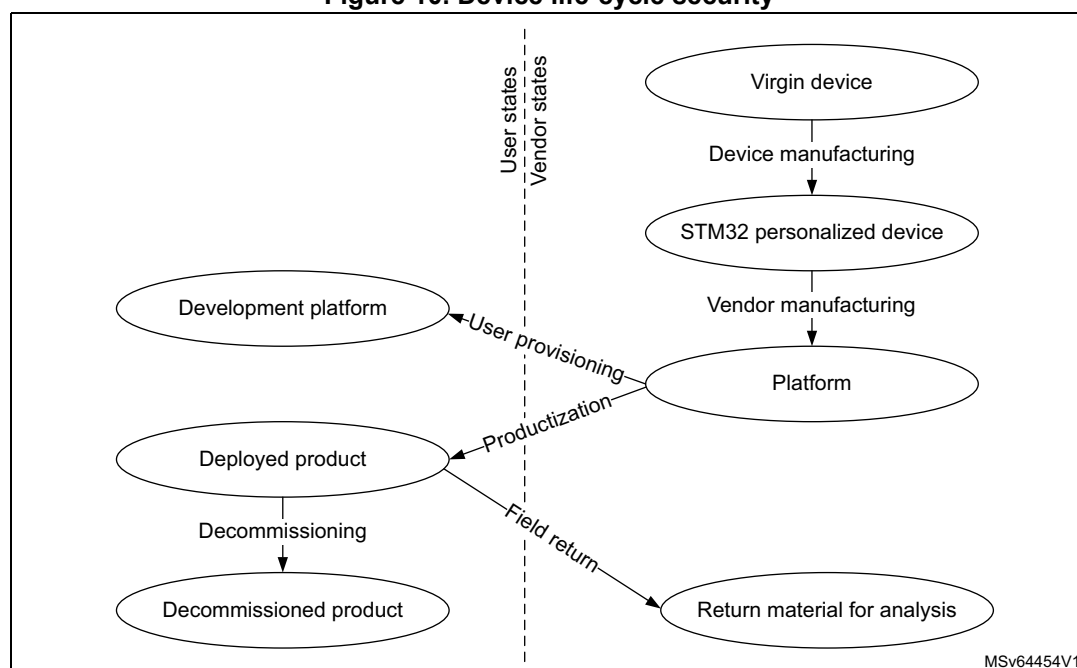 Figure 10. Device life-cycle security
User states
Vendor states
Virgin device
Device manufacturing
STM32 personalized device
Vendor manufacturing
Development platform
User provisioning
Platform
Productization
Deployed product
Decommissioning
Field return
Decommissioned product
Return material for analysis
MSv64454V1